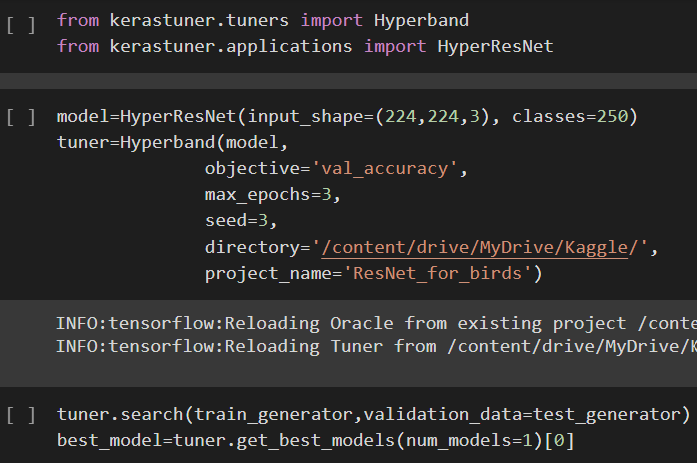 [ ] from kerastuner.tuners import Hyperband
from kerastuner.applications import HyperResNet
[ ] model=HyperResNet(input_shape=(224,224,3), classes=250)
tuner=Hyperband(model,
objective='val_accuracy',
max_epochs=3,
seed=3,
directory='/content/drive/MyDrive/Kaggle/',
project_name='ResNet_for_birds')
INFO:tensorflow:Reloading Oracle from existing project /conte
INFO:tensorflow:Reloading Tuner from /content/drive/MyDrive/K
[ ] tuner.search(train_generator,validation_data=test_generator)
best_model=tuner.get_best_models(num_models=1)[0]